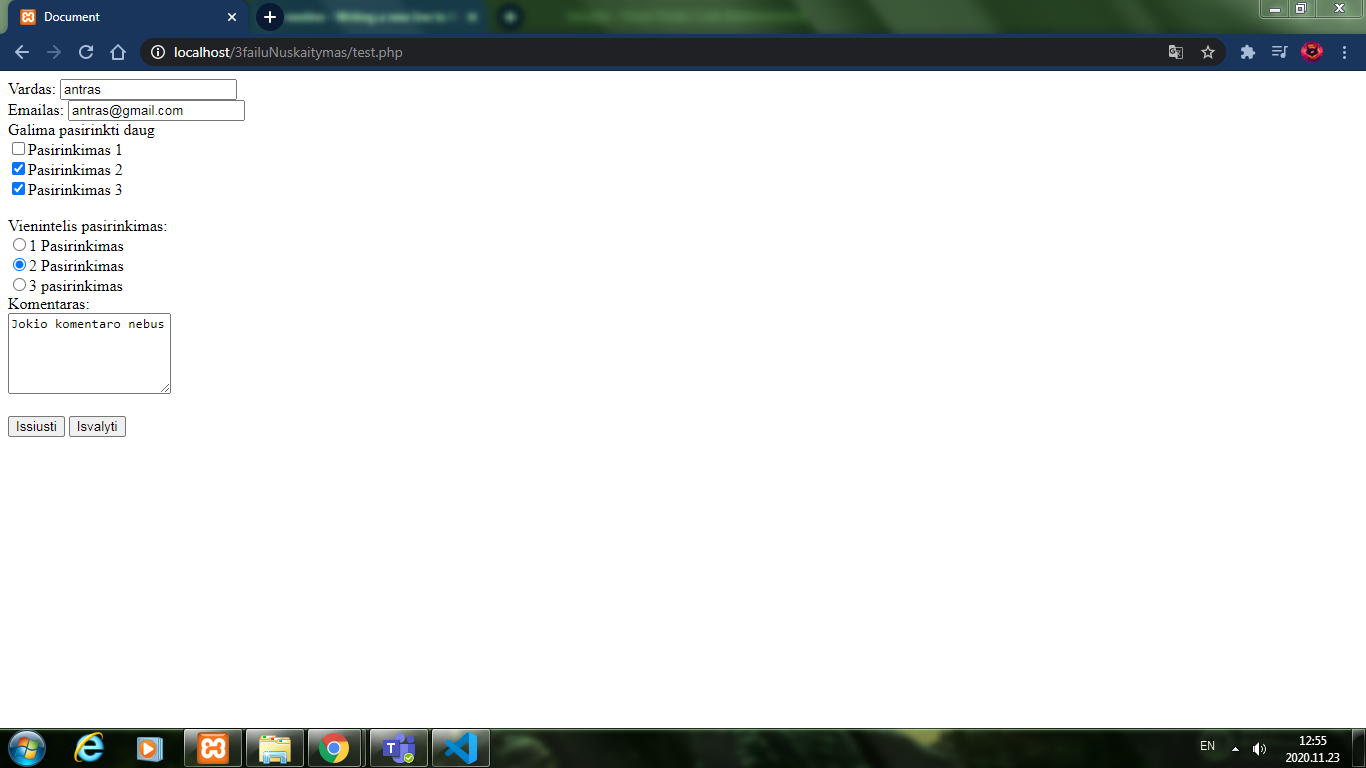 Document
localhost/3failuNuskaitymas/test.php
Vardas: antras
Emailas: antras@gmail.com
Galima pasirinkti daug
Pasirinkimas 1
Pasirinkimas 2
Pasirinkimas 3
Vienintelis pasirinkimas:
1 Pasirinkimas
2 Pasirinkimas
3 pasirinkimas
Komentaras:
Jokio komentaro nebus
Issiusti Isvalyti
EN
12:55
2020.11.23